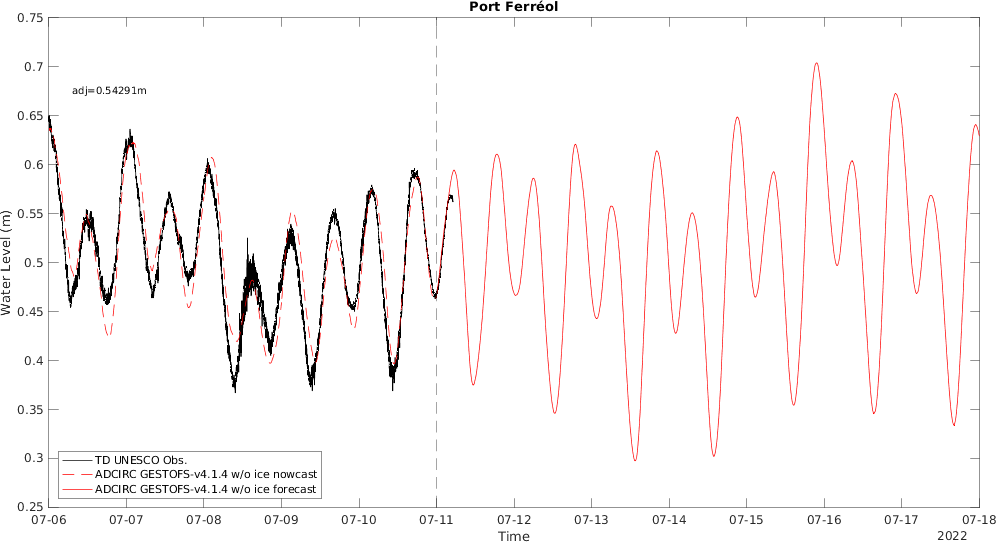 Port Ferréol
0.75
0.7
0.65
0.6
0.55
0.5
0.45
0.4
0.35
0.3
0.25
Water Level (m)
adj=0.54291m
TD UNESCO Obs.
ADCIRC GESTOFS-v4.1.4 w/o ice nowcast
ADCIRC GESTOFS-v4.1.4 w/o ice forecast
07-06 07-07 07-08 07-09 07-10 07-11 07-12 07-13 07-14 07-15 07-16 07-17 07-18
Time
2022